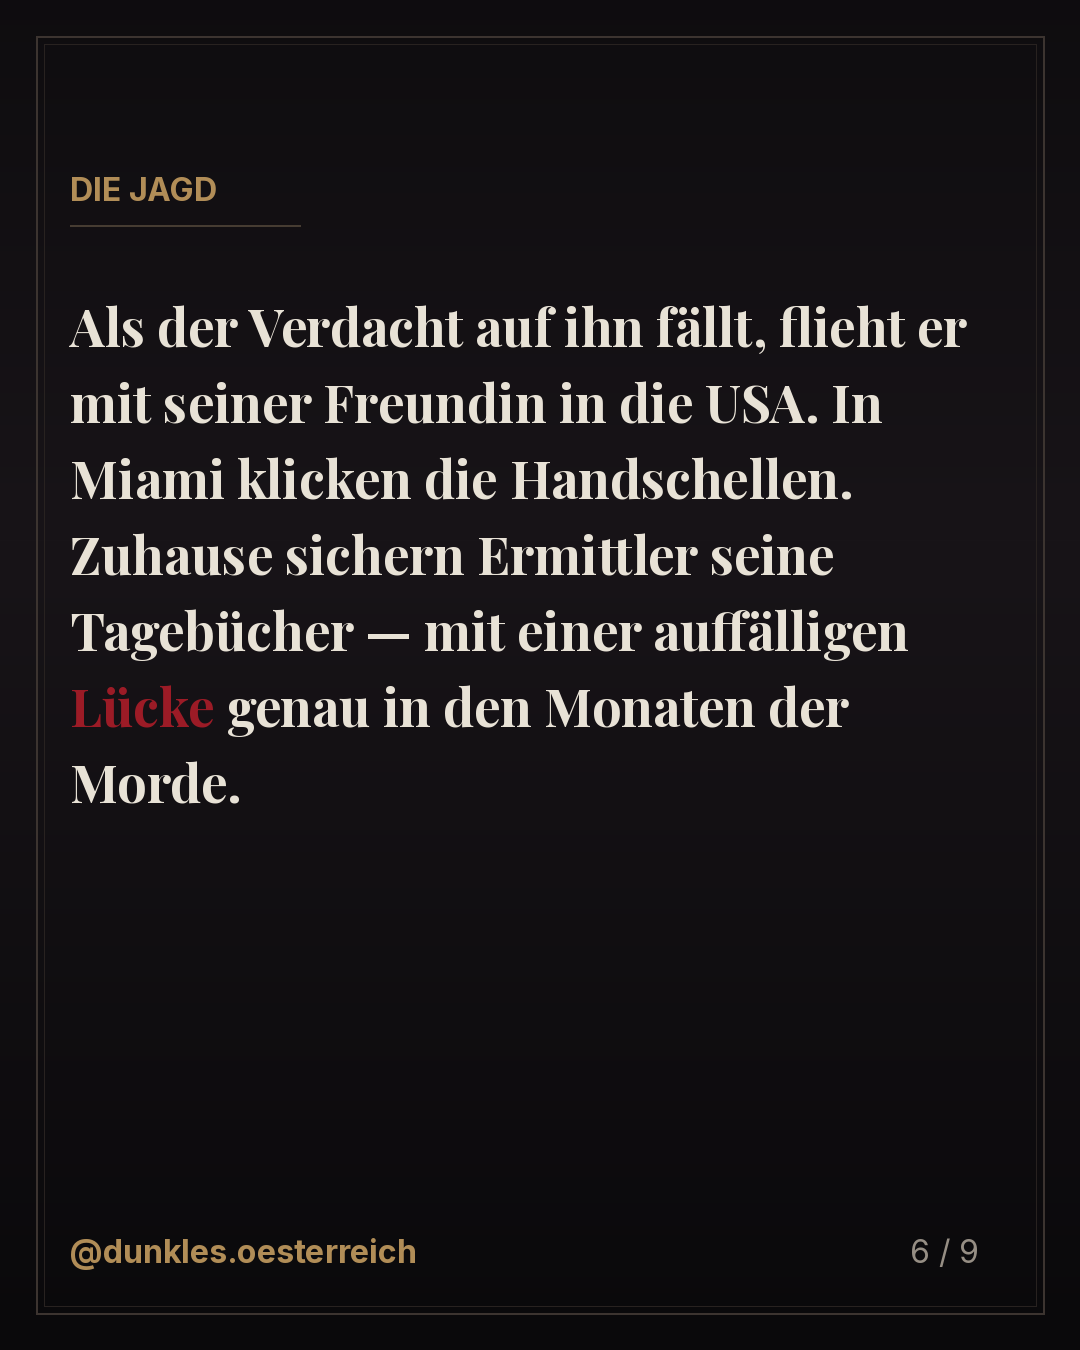 DIE JAGD
Als der Verdacht auf ihn fällt, flieht er
mit seiner Freundin in die USA. In
Miami klicken die Handschellen.
Zuhause sichern Ermittler seine
Tagebücher — mit einer auffälligen
Lücke genau in den Monaten der
Morde.
@dunkles.oesterreich
6 / 9